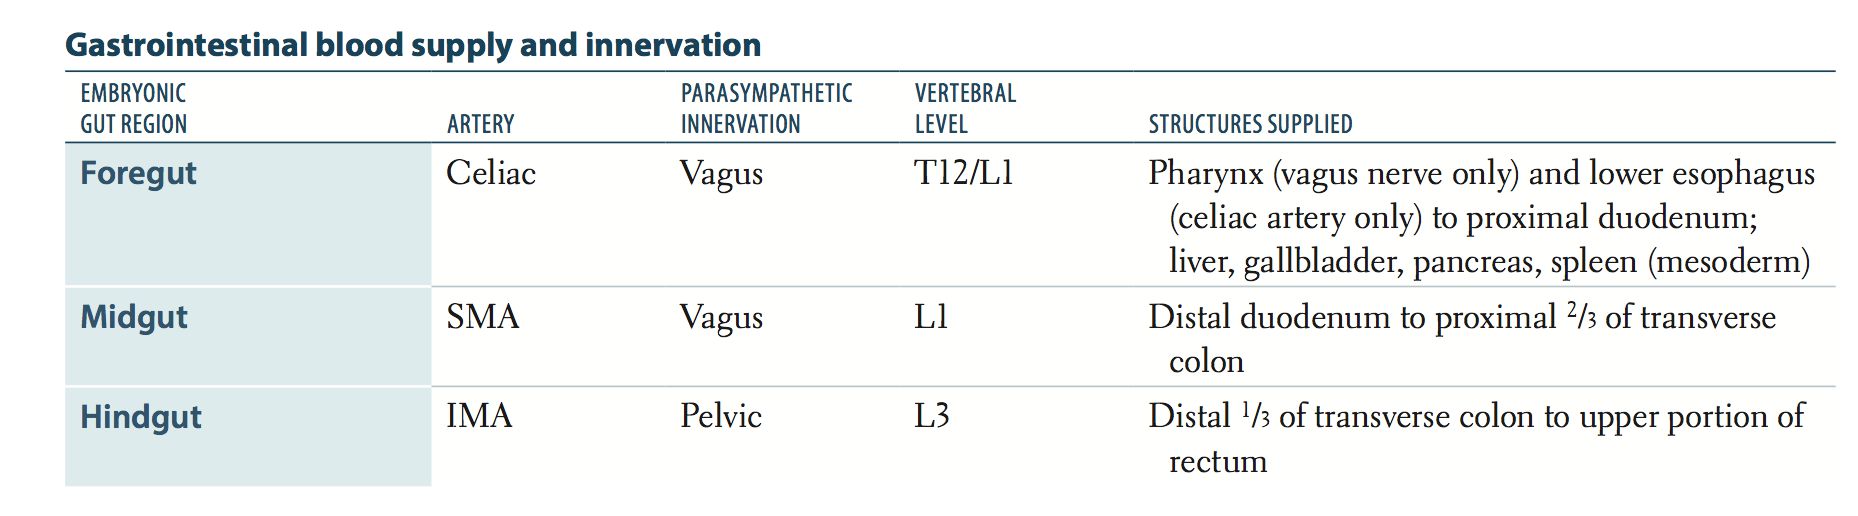 Gastrointestinal blood supply and innervation
EMBRYONIC
GUT REGION
ARTERY
PARASYMPATHETIC
INNERVATION
VERTEBRAL
LEVEL
STRUCTURES SUPPLIED
Foregut
Celiac
Vagus
T12/L1
Pharynx (vagus nerve only) and lower esophagus
(celiac artery only) to proximal duodenum;
liver, gallbladder, pancreas, spleen (mesoderm)
Midgut
SMA
Vagus
L1
Distal duodenum to proximal 2/3 of transverse
colon
Hindgut
IMA
Pelvic
L3
Distal 1/3 of transverse colon to upper portion of
rectum